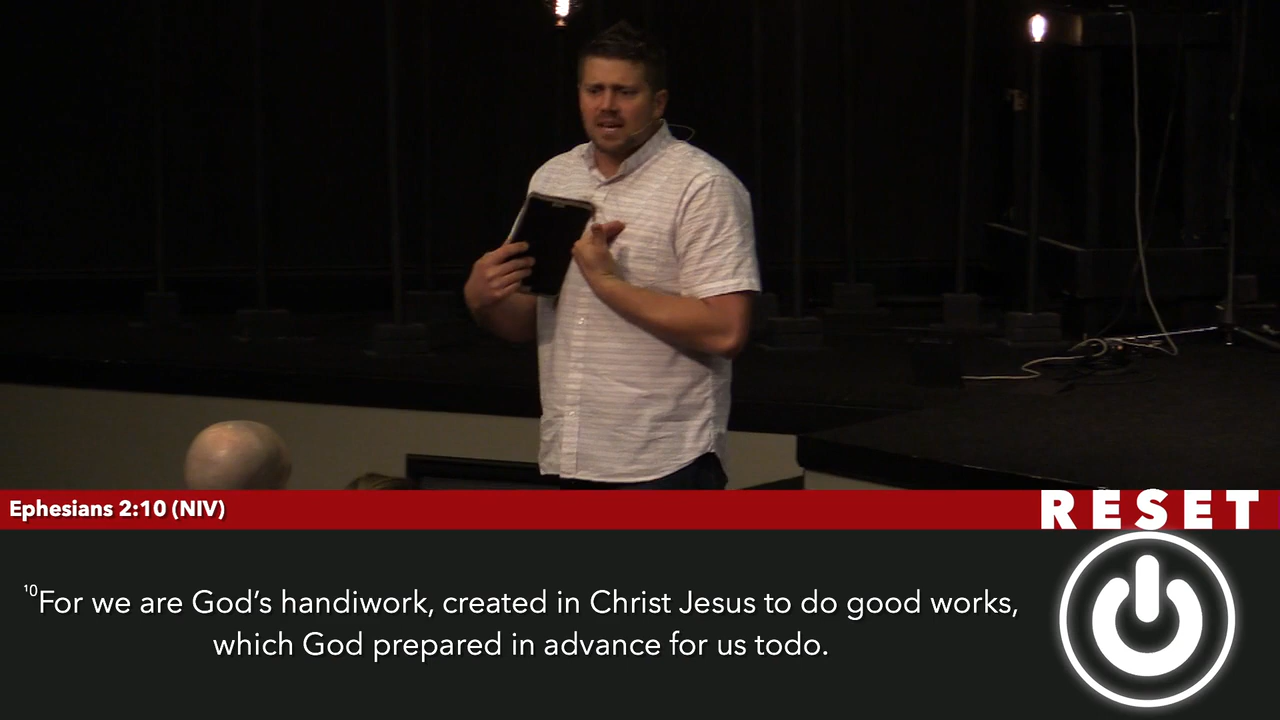 Ephesians 2:10 (NIV)
RESET
¹⁰For we are God’s handiwork, created in Christ Jesus to do good works,
which God prepared in advance for us todo.